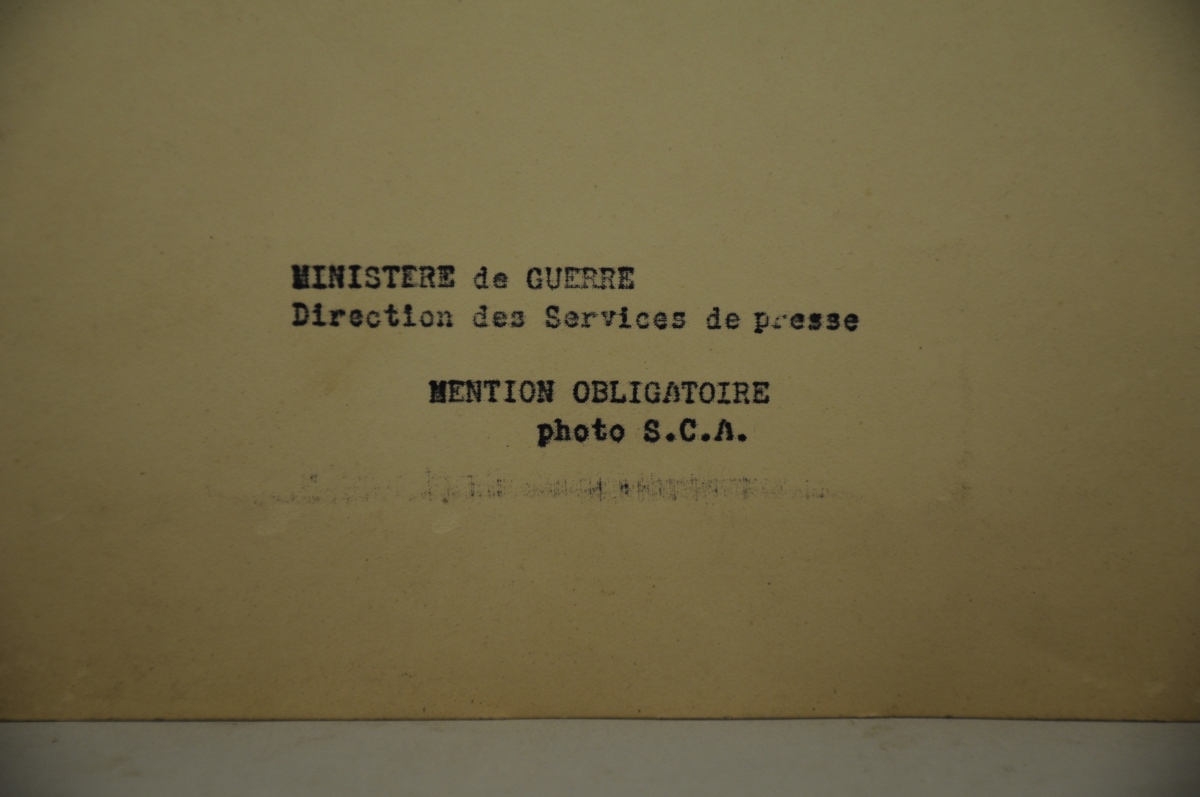 MINISTERE de GUERRE
Direction des Services de presse
MENTION OBLIGATOIRE
photo S.C.A.